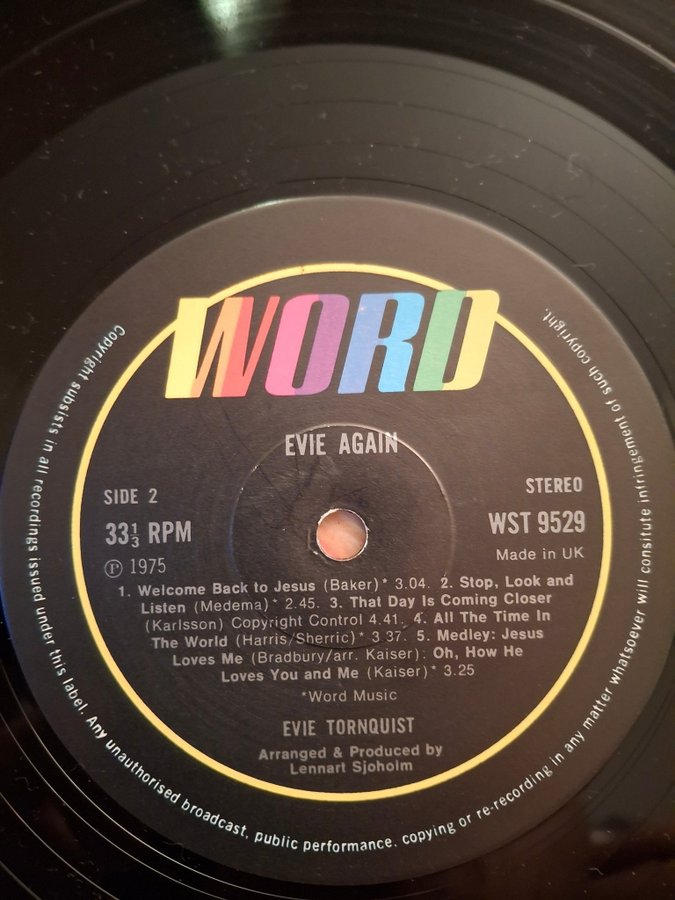 WORD
EVIE AGAIN
SIDE 2
STEREO
33⅓ RPM
WST 9529
Ⓟ 1975
Made in UK
1. Welcome Back to Jesus (Baker)* 3.04. 2. Stop, Look and
Listen (Medema)* 2.45. 3. That Day Is Coming Closer
(Karlsson) Copyright Control 4.41. 4. All The Time In
The World (Harris/Sherric)* 3 37. 5. Medley: Jesus
Loves Me (Bradbury/arr. Kaiser): Oh, How He
Loves You and Me (Kaiser)* 3.25
*Word Music
EVIE TORNQUIST
Arranged & Produced by
Lennart Sjoholm
Copyright subsists in all recordings issued under this label. Any unauthorised broadcast, public performance. copying or re-recording in any matter whatsoever will consitute infringement of such copyright.